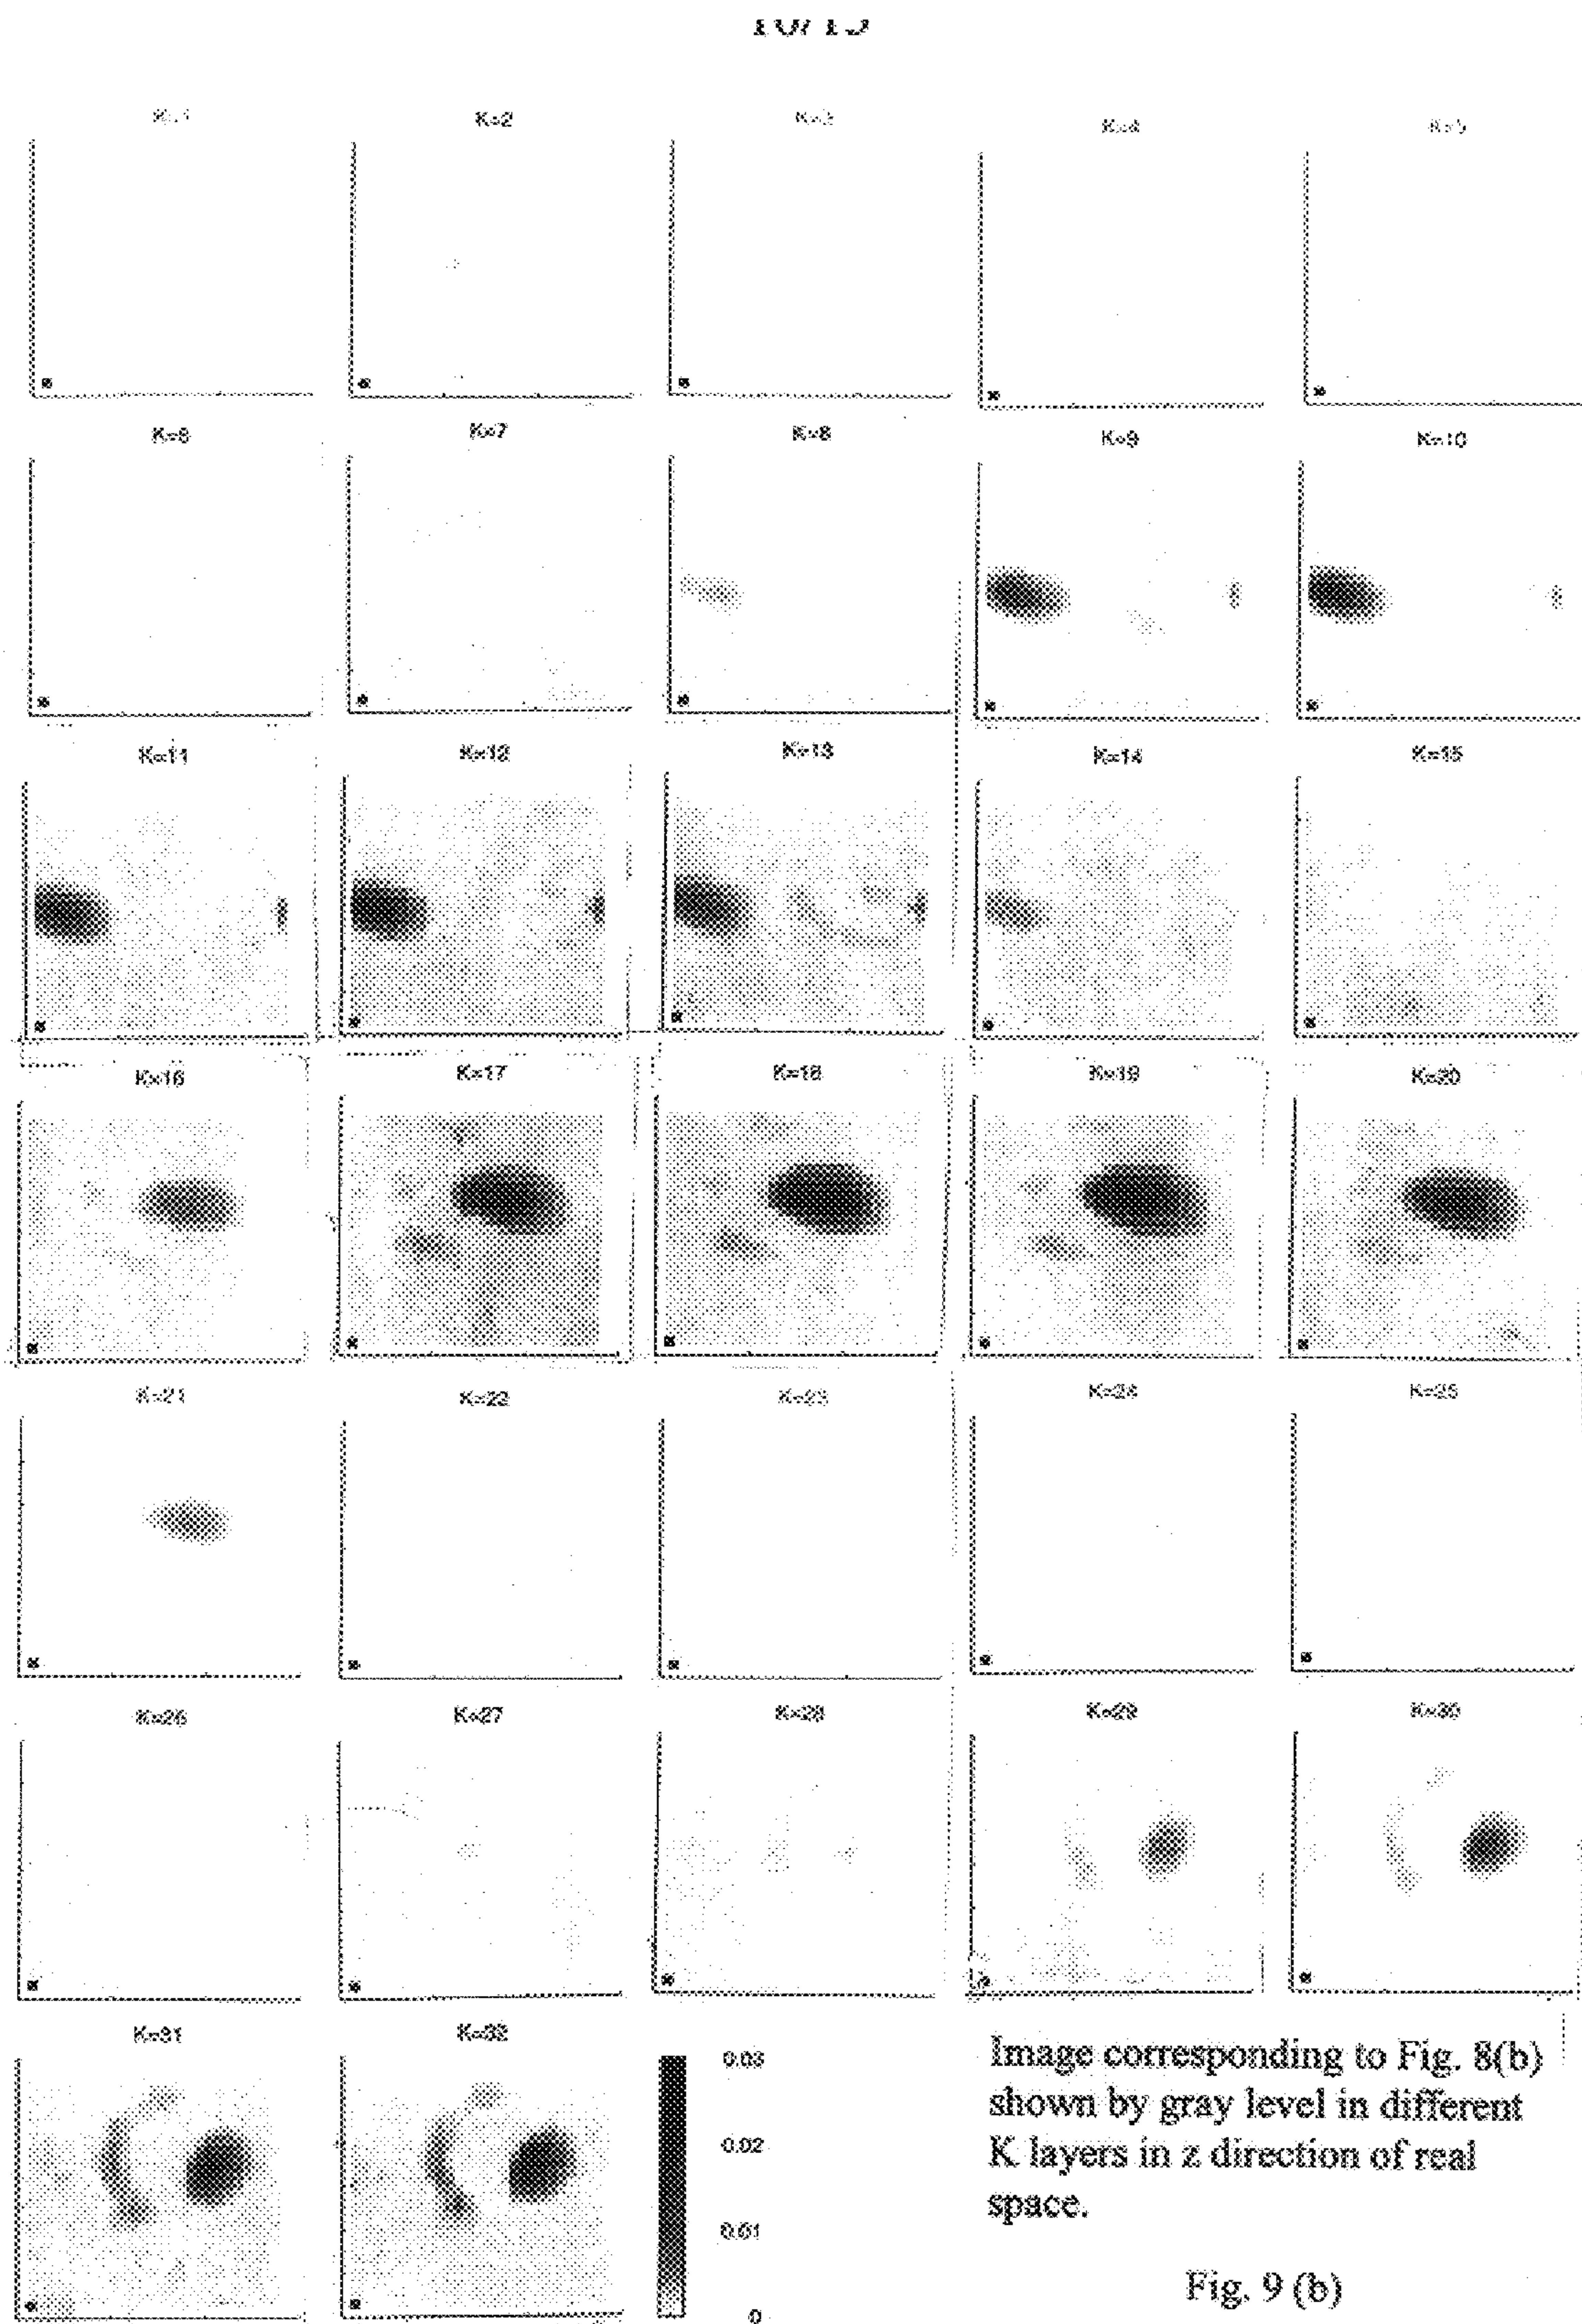 K=2
K=4
K=6 K=7 K=8 K=9 K=10
K=11 K=12 K=13 K=14 K=15
K=16 K=17 K=18 K=19 K=20
K=21 K=22 K=23 K=24 K=25
K=26 K=27 K=28 K=29 K=30
K=31 K=32
0.03
0.02
0.01
0
Image corresponding to Fig. 8(b)
shown by gray level in different
K layers in z direction of real
space.
Fig. 9 (b)